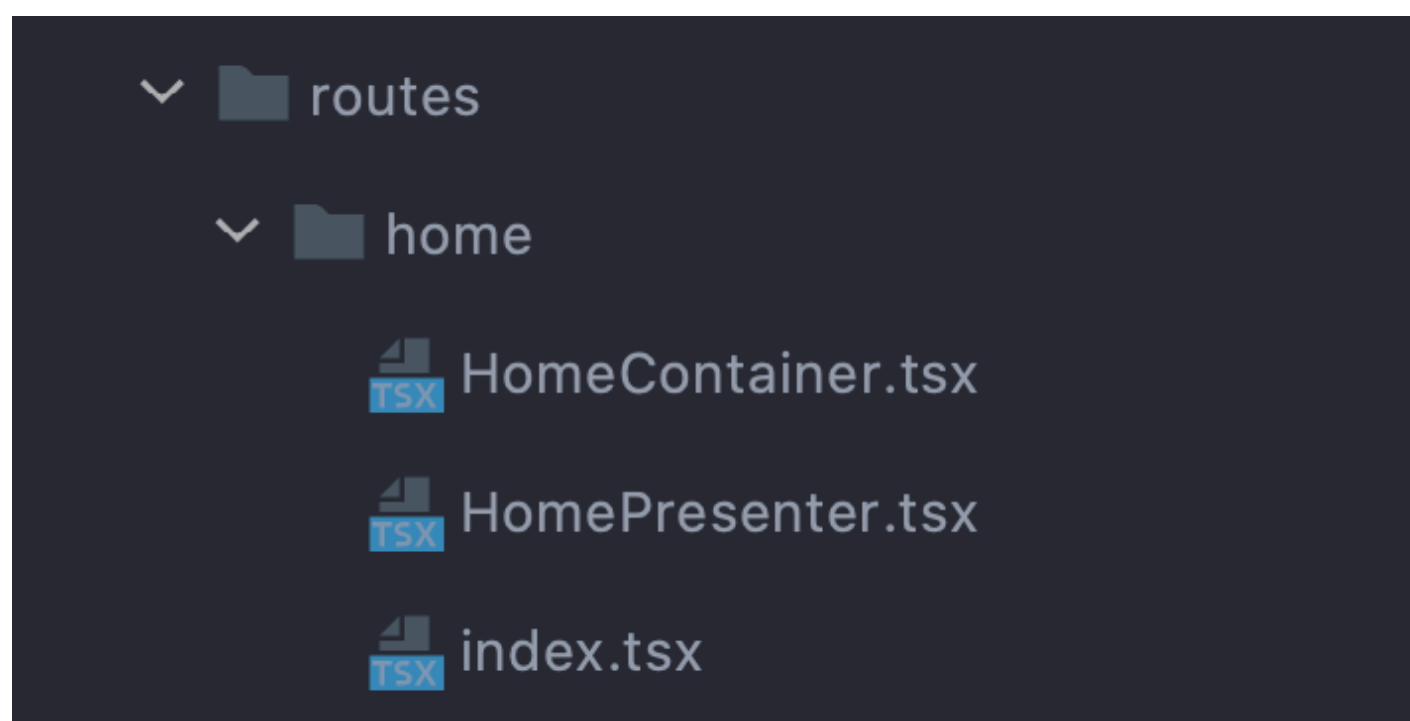 routes
home
TSX HomeContainer.tsx
TSX HomePresenter.tsx
TSX index.tsx